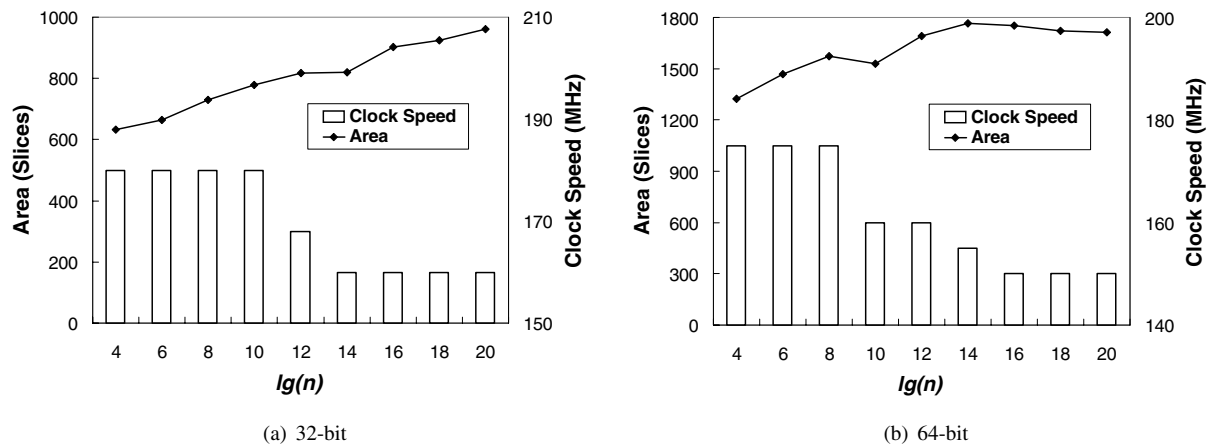 1000
800
600
400
200
0
Area (Slices)
210
190
170
150
Clock Speed (MHz)
Clock Speed
Area
4 6 8 10 12 14 16 18 20
lg(n)
(a) 32-bit
1800
1500
1200
900
600
300
0
Area (Slices)
200
180
160
140
Clock Speed (MHz)
Clock Speed
Area
4 6 8 10 12 14 16 18 20
lg(n)
(b) 64-bit